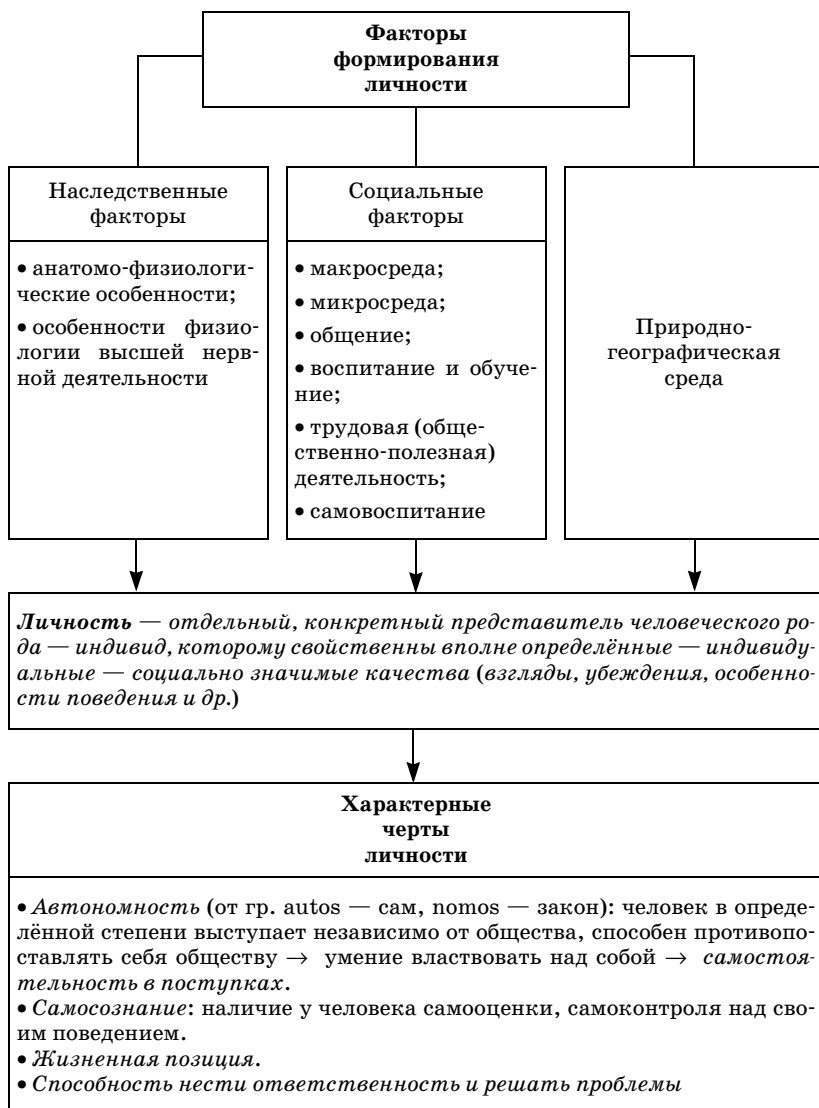 Факторы
формирования
личности
Наследственные
факторы
• анатомо-физиологи-
ческие особенности;
• особенности физио-
логии высшей нерв-
ной деятельности
Социальные
факторы
• макросреда;
• микросреда;
• общение;
• воспитание и обуче-
ние;
• трудовая (обще-
ственно-полезная)
деятельность;
• самовоспитание
Природно-
географическая
среда
Личность — отдельный, конкретный представитель человеческого ро-
да — индивид, которому свойственны вполне определённые — индивиду-
альные — социально значимые качества (взгляды, убеждения, особенно-
сти поведения и др.)
Характерные
черты
личности
• Автономность (от гр. autos — сам, nomos — закон): человек в опреде-
лённой степени выступает независимо от общества, способен противопо-
ставлять себя обществу → умение властвовать над собой → самостоя-
тельность в поступках.
• Самосознание: наличие у человека самооценки, самоконтроля над сво-
им поведением.
• Жизненная позиция.
• Способность нести ответственность и решать проблемы